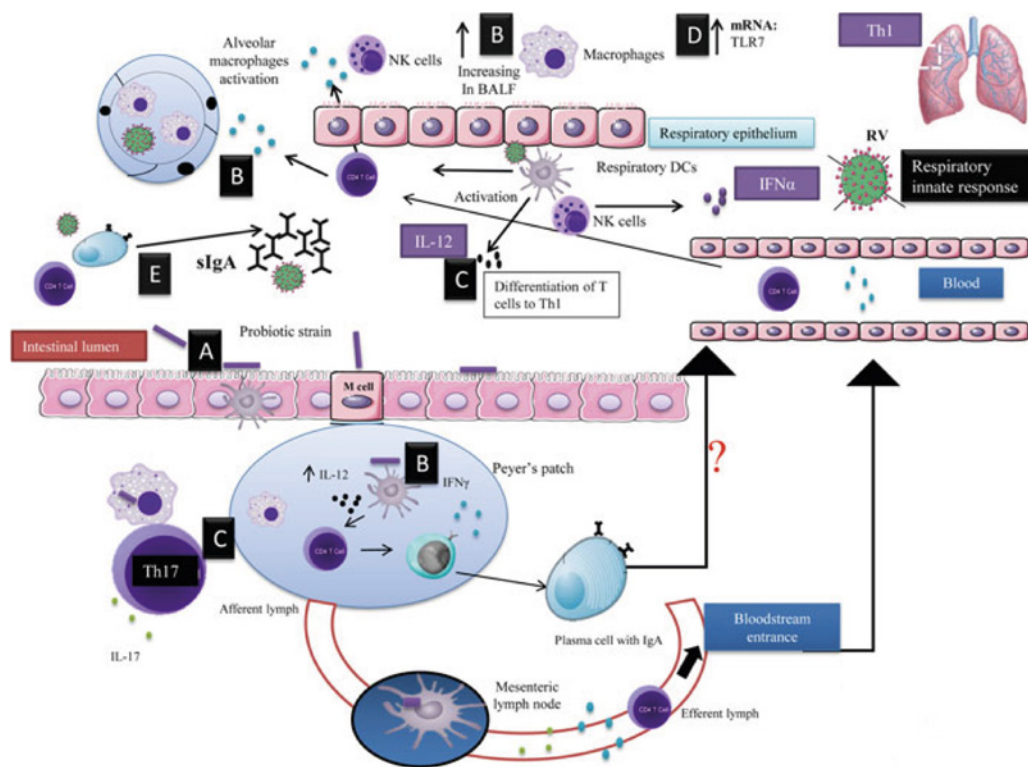 Alveolar
macrophages
activation
NK cells
B
Increasing
In BALF
Macrophages
D
mRNA:
TLR7
Th1
Respiratory epithelium
RV
CD4 T Cell
B
Activation
Respiratory DCs
NK cells
IFNα
Respiratory
innate response
IL-12
C
Differentiation of T
cells to Th1
CD4 T Cell
Blood
CD4 T Cell
E
sIgA
Probiotic strain
Intestinal lumen
A
M cell
IL-12
B
IFNγ
Peyer's patch
?
C
Th17
CD4 T Cell
IL-17
Afferent lymph
Plasma cell with IgA
Bloodstream
entrance
Mesenteric
lymph node
CD4 T Cell
Efferent lymph